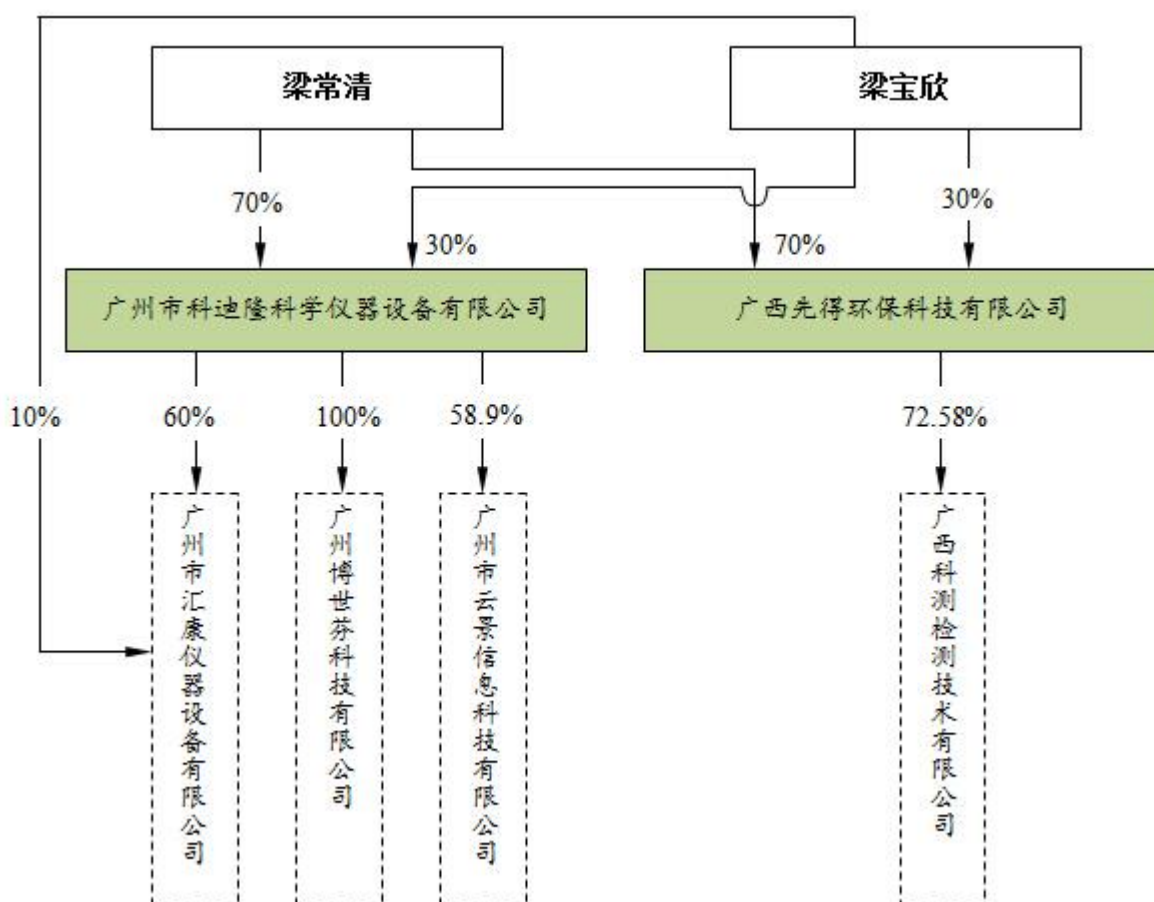 梁常清
梁宝欣
70%
30%
30%
70%
广州市科迪隆科学仪器设备有限公司
广西先得环保科技有限公司
10%
60%
100%
58.9%
72.58%
广州市汇康仪器设备有限公司
广州博世芬科技有限公司
广州市云景信息科技有限公司
广西科测检测技术有限公司